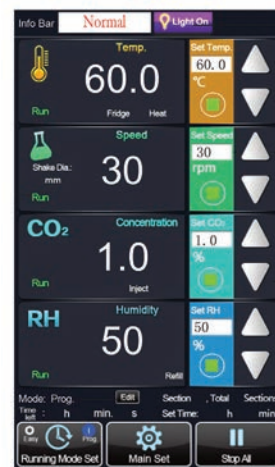 Info Bar Normal Light On
Temp. Set Temp.
60.0 60. 0
℃
Run Fridge Heat
Speed Set Speed
30 30
Shake Dia.: rpm
mm
Run
CO₂ Concentration Set CO₂
1.0 1. 0
%
Run Inject
RH Humidity Set RH
50 50
%
Run Refill
Mode: Prog. Edit Section . Total Sections
Time left : h min. s Set Time: h min
Easy Prog.
Running Mode Set Main Set Stop All